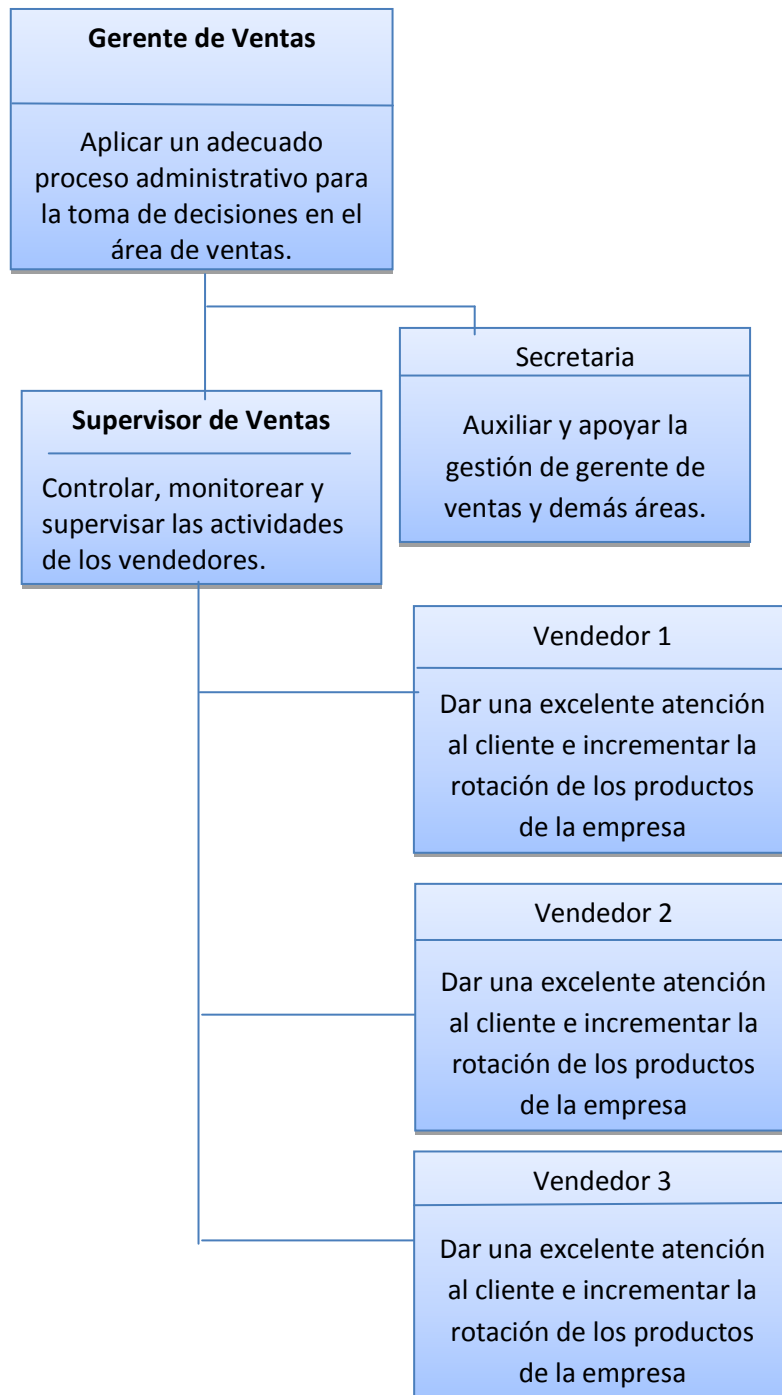 Gerente de Ventas
Aplicar un adecuado
proceso administrativo para
la toma de decisiones en el
área de ventas.
Secretaria
Auxiliar y apoyar la
gestión de gerente de
ventas y demás áreas.
Supervisor de Ventas
Controlar, monitorear y
supervisar las actividades
de los vendedores.
Vendedor 1
Dar una excelente atención
al cliente e incrementar la
rotación de los productos
de la empresa
Vendedor 2
Dar una excelente atención
al cliente e incrementar la
rotación de los productos
de la empresa
Vendedor 3
Dar una excelente atención
al cliente e incrementar la
rotación de los productos
de la empresa